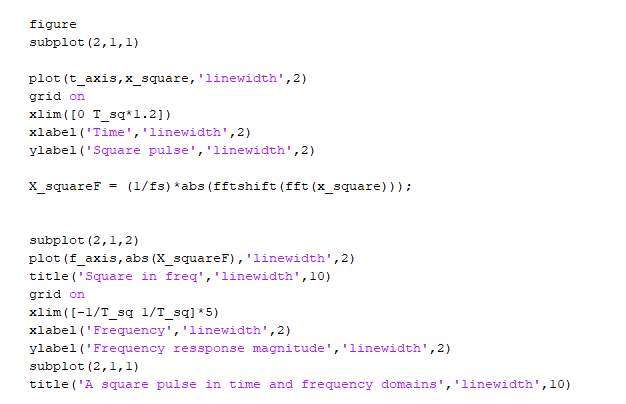 figure
subplot(2,1,1)
plot(t_axis,x_square,'linewidth',2)
grid on
xlim([0 T_sq*1.2])
xlabel('Time','linewidth',2)
ylabel('Square pulse','linewidth',2)
X_squareF = (1/fs)*abs(fftshift(fft(x_square)));
subplot(2,1,2)
plot(f_axis,abs(X_squareF),'linewidth',2)
title('Square in freq','linewidth',10)
grid on
xlim([-1/T_sq 1/T_sq]*5)
xlabel('Frequency','linewidth',2)
ylabel('Frequency ressponse magnitude','linewidth',2)
subplot(2,1,1)
title('A square pulse in time and frequency domains','linewidth',10)